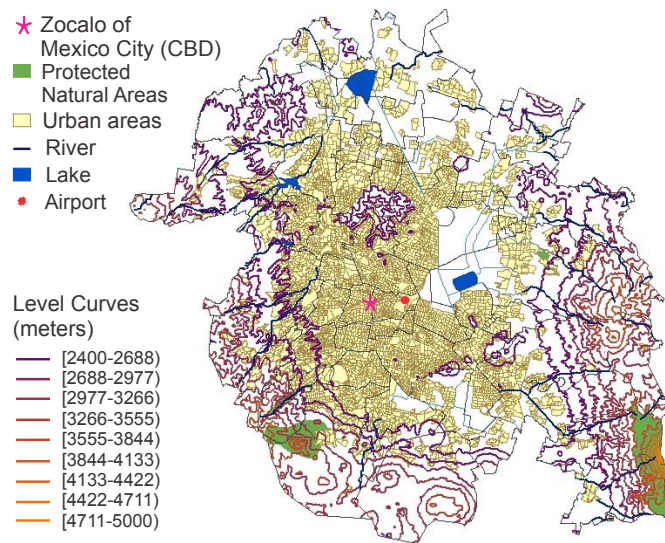 Zocalo of
Mexico City (CBD)
Protected
Natural Areas
Urban areas
River
Lake
Airport
Level Curves
(meters)
[2400-2688)
[2688-2977)
[2977-3266)
[3266-3555)
[3555-3844)
[3844-4133)
[4133-4422)
[4422-4711)
[4711-5000)